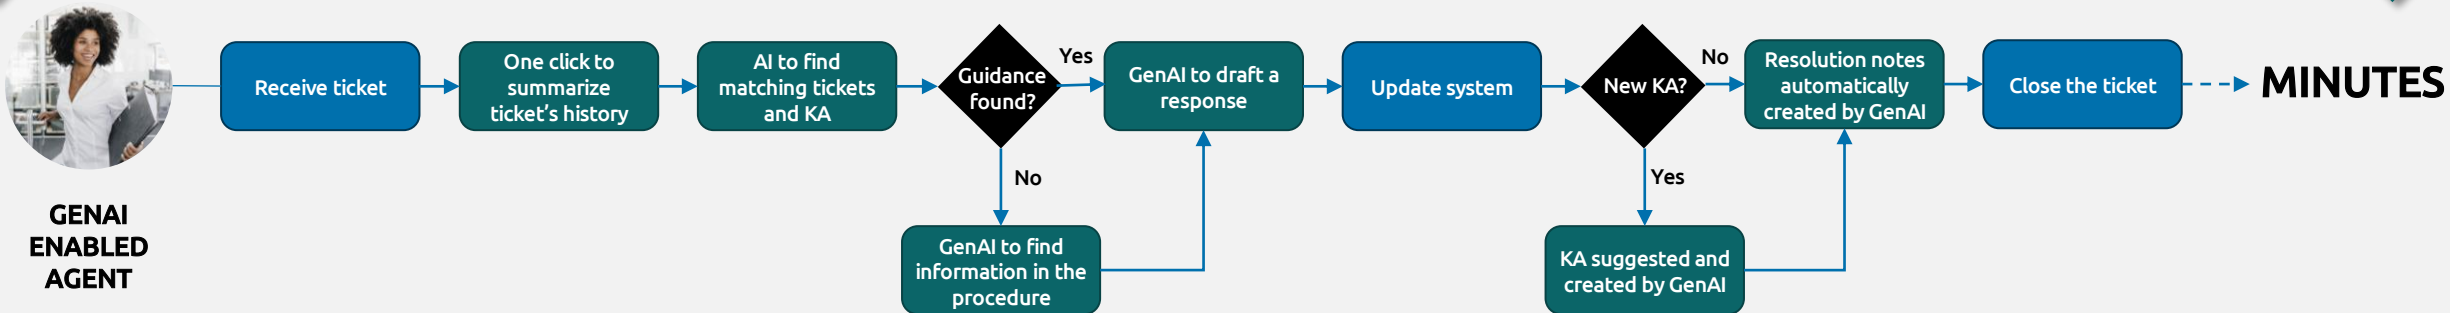 GENAI
ENABLED
AGENT
Receive ticket
One click to
summarize
ticket's history
AI to find
matching tickets
and KA
Guidance
found?
Yes
No
GenAI to find
information in the
procedure
GenAI to draft a
response
Update system
New KA?
No
Yes
KA suggested and
created by GenAI
Resolution notes
automatically
created by GenAI
Close the ticket
MINUTES